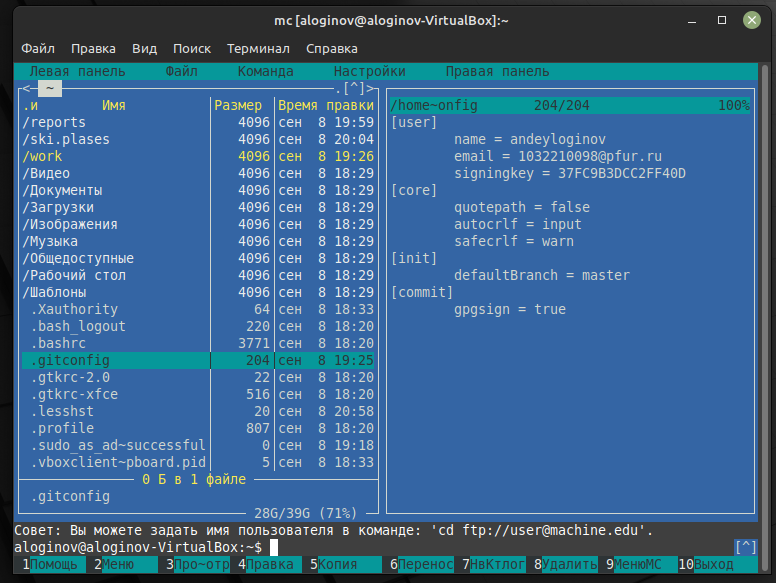 mc [aloginov@aloginov-VirtualBox]:~
Файл Правка Вид Поиск Терминал Справка
Левая панель Файл Команда Настройки Правая панель
<─ ~ .[^]>
.и Имя Размер Время правки
/reports 4096 сен 8 19:59
/ski.plases 4096 сен 8 20:04
/work 4096 сен 8 19:26
/Видео 4096 сен 8 18:29
/Документы 4096 сен 8 18:29
/Загрузки 4096 сен 8 18:29
/Изображения 4096 сен 8 18:29
/Музыка 4096 сен 8 18:29
/Общедоступные 4096 сен 8 18:29
/Рабочий стол 4096 сен 8 18:29
/Шаблоны 4096 сен 8 18:29
.Xauthority 64 сен 8 18:33
.bash_logout 220 сен 8 18:20
.bashrc 3771 сен 8 18:20
.gitconfig 204 сен 8 19:25
.gtkrc-2.0 22 сен 8 18:20
.gtkrc-xfce 516 сен 8 18:20
.lesshst 20 сен 8 20:58
.profile 807 сен 8 18:20
.sudo_as_ad~successful 0 сен 8 19:18
.vboxclient~pboard.pid 5 сен 8 18:33
0 Б в 1 файле
.gitconfig
28G/39G (71%)
/home~onfig 204/204 100%
[user]
name = andeyloginov
email = 1032210098@pfur.ru
signingkey = 37FC9B3DCC2FF40D
[core]
quotepath = false
autocrlf = input
safecrlf = warn
[init]
defaultBranch = master
[commit]
gpgsign = true
Совет: Вы можете задать имя пользователя в команде: 'cd ftp://user@machine.edu'.
aloginov@aloginov-VirtualBox:~$ [^]
1Помощь 2Меню 3Про~отр 4Правка 5Копия 6Перенос 7НвКтлог 8Удалить 9МенюМС 10Выход